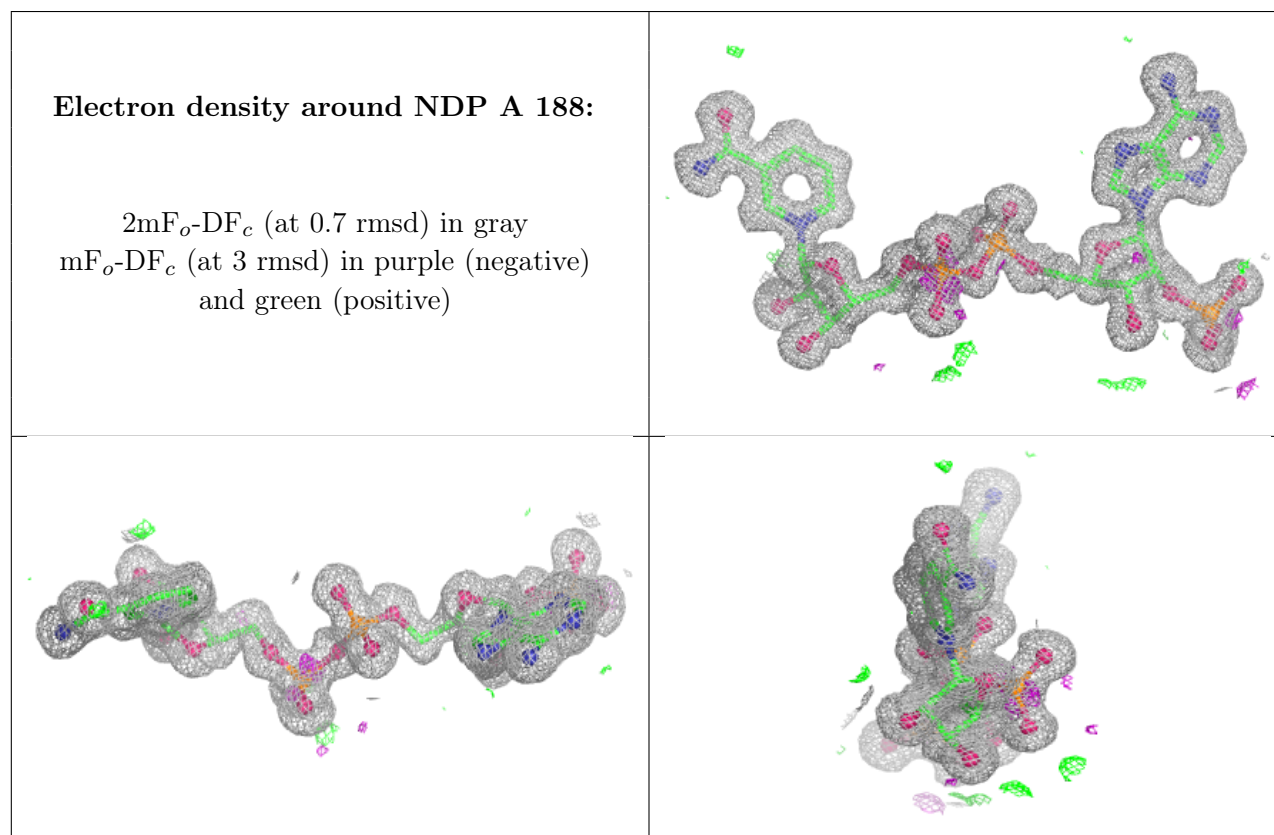 Electron density around NDP A 188:
2mFₒ-DF𝒸 (at 0.7 rmsd) in gray
mFₒ-DF𝒸 (at 3 rmsd) in purple (negative)
and green (positive)